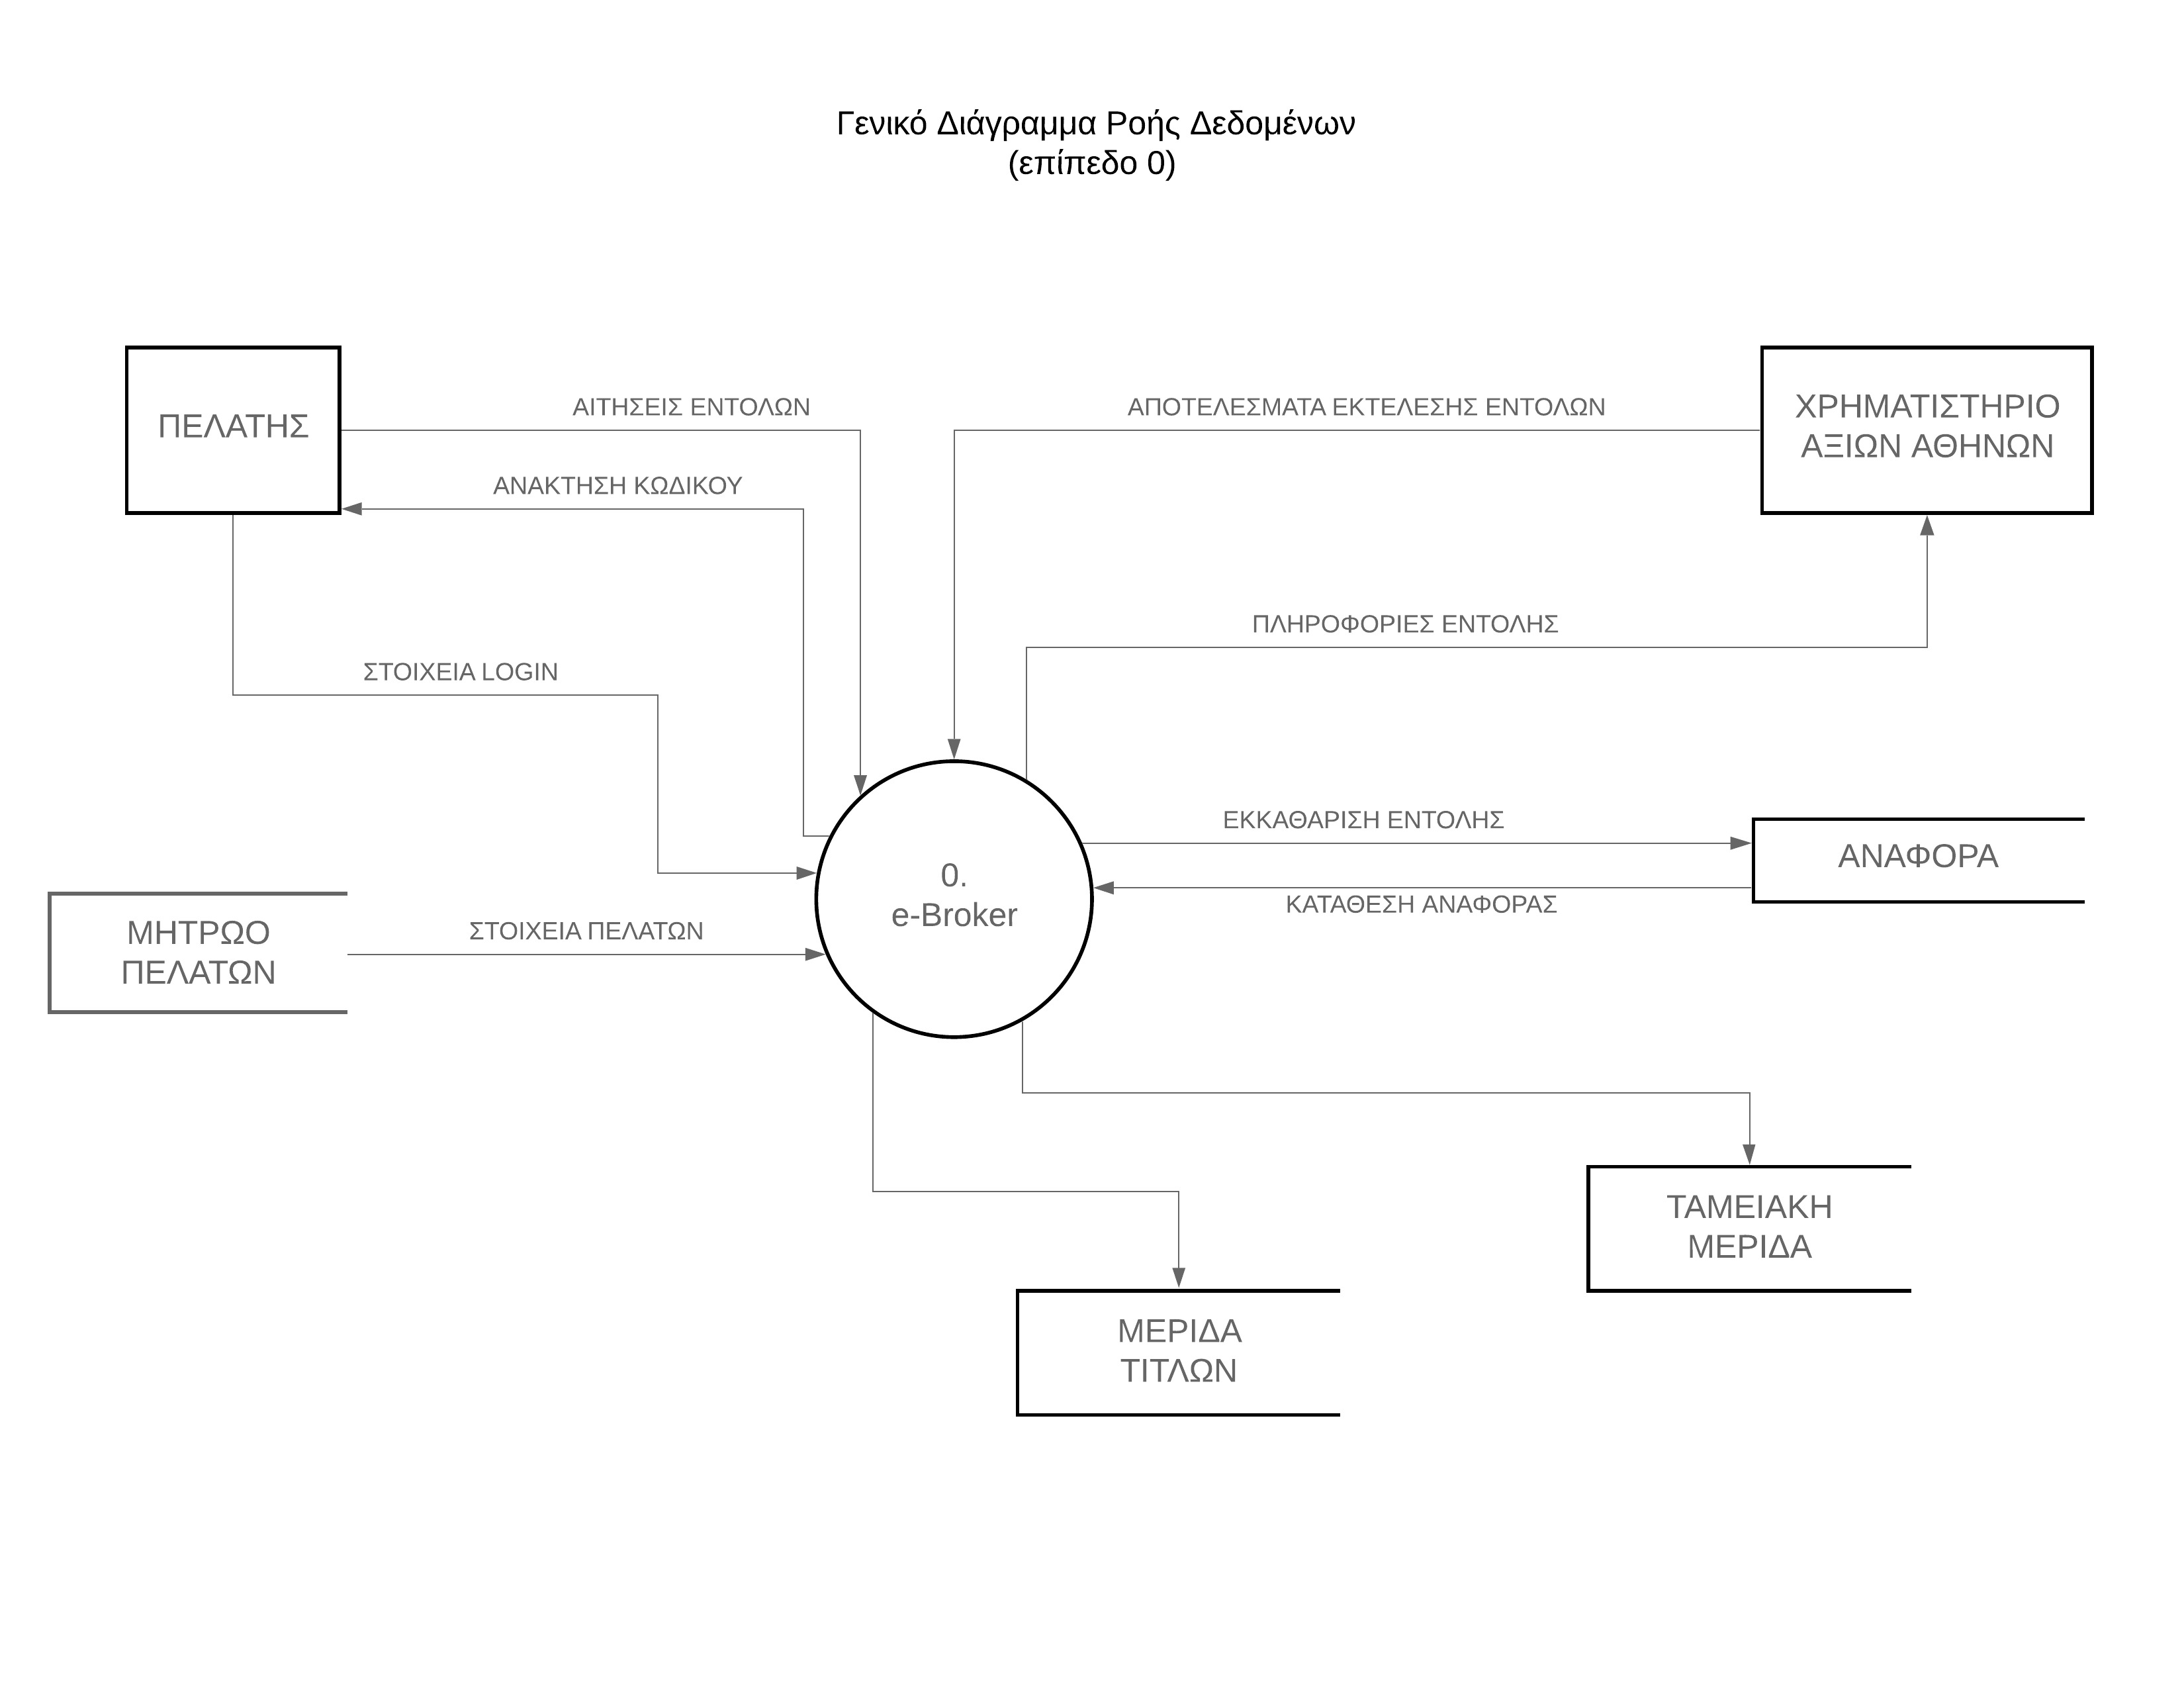 Γενικό Διάγραμμα Ροής Δεδομένων
(επίπεδο 0)
ΠΕΛΑΤΗΣ
ΑΙΤΗΣΕΙΣ ΕΝΤΟΛΩΝ
ΑΠΟΤΕΛΕΣΜΑΤΑ ΕΚΤΕΛΕΣΗΣ ΕΝΤΟΛΩΝ
ΧΡΗΜΑΤΙΣΤΗΡΙΟ
ΑΞΙΩΝ ΑΘΗΝΩΝ
ΑΝΑΚΤΗΣΗ ΚΩΔΙΚΟΥ
ΠΛΗΡΟΦΟΡΙΕΣ ΕΝΤΟΛΗΣ
ΣΤΟΙΧΕΙΑ LOGIN
ΕΚΚΑΘΑΡΙΣΗ ΕΝΤΟΛΗΣ
ΑΝΑΦΟΡΑ
0.
e-Broker
ΚΑΤΑΘΕΣΗ ΑΝΑΦΟΡΑΣ
ΜΗΤΡΩΟ
ΠΕΛΑΤΩΝ
ΣΤΟΙΧΕΙΑ ΠΕΛΑΤΩΝ
ΤΑΜΕΙΑΚΗ
ΜΕΡΙΔΑ
ΜΕΡΙΔΑ
ΤΙΤΛΩΝ